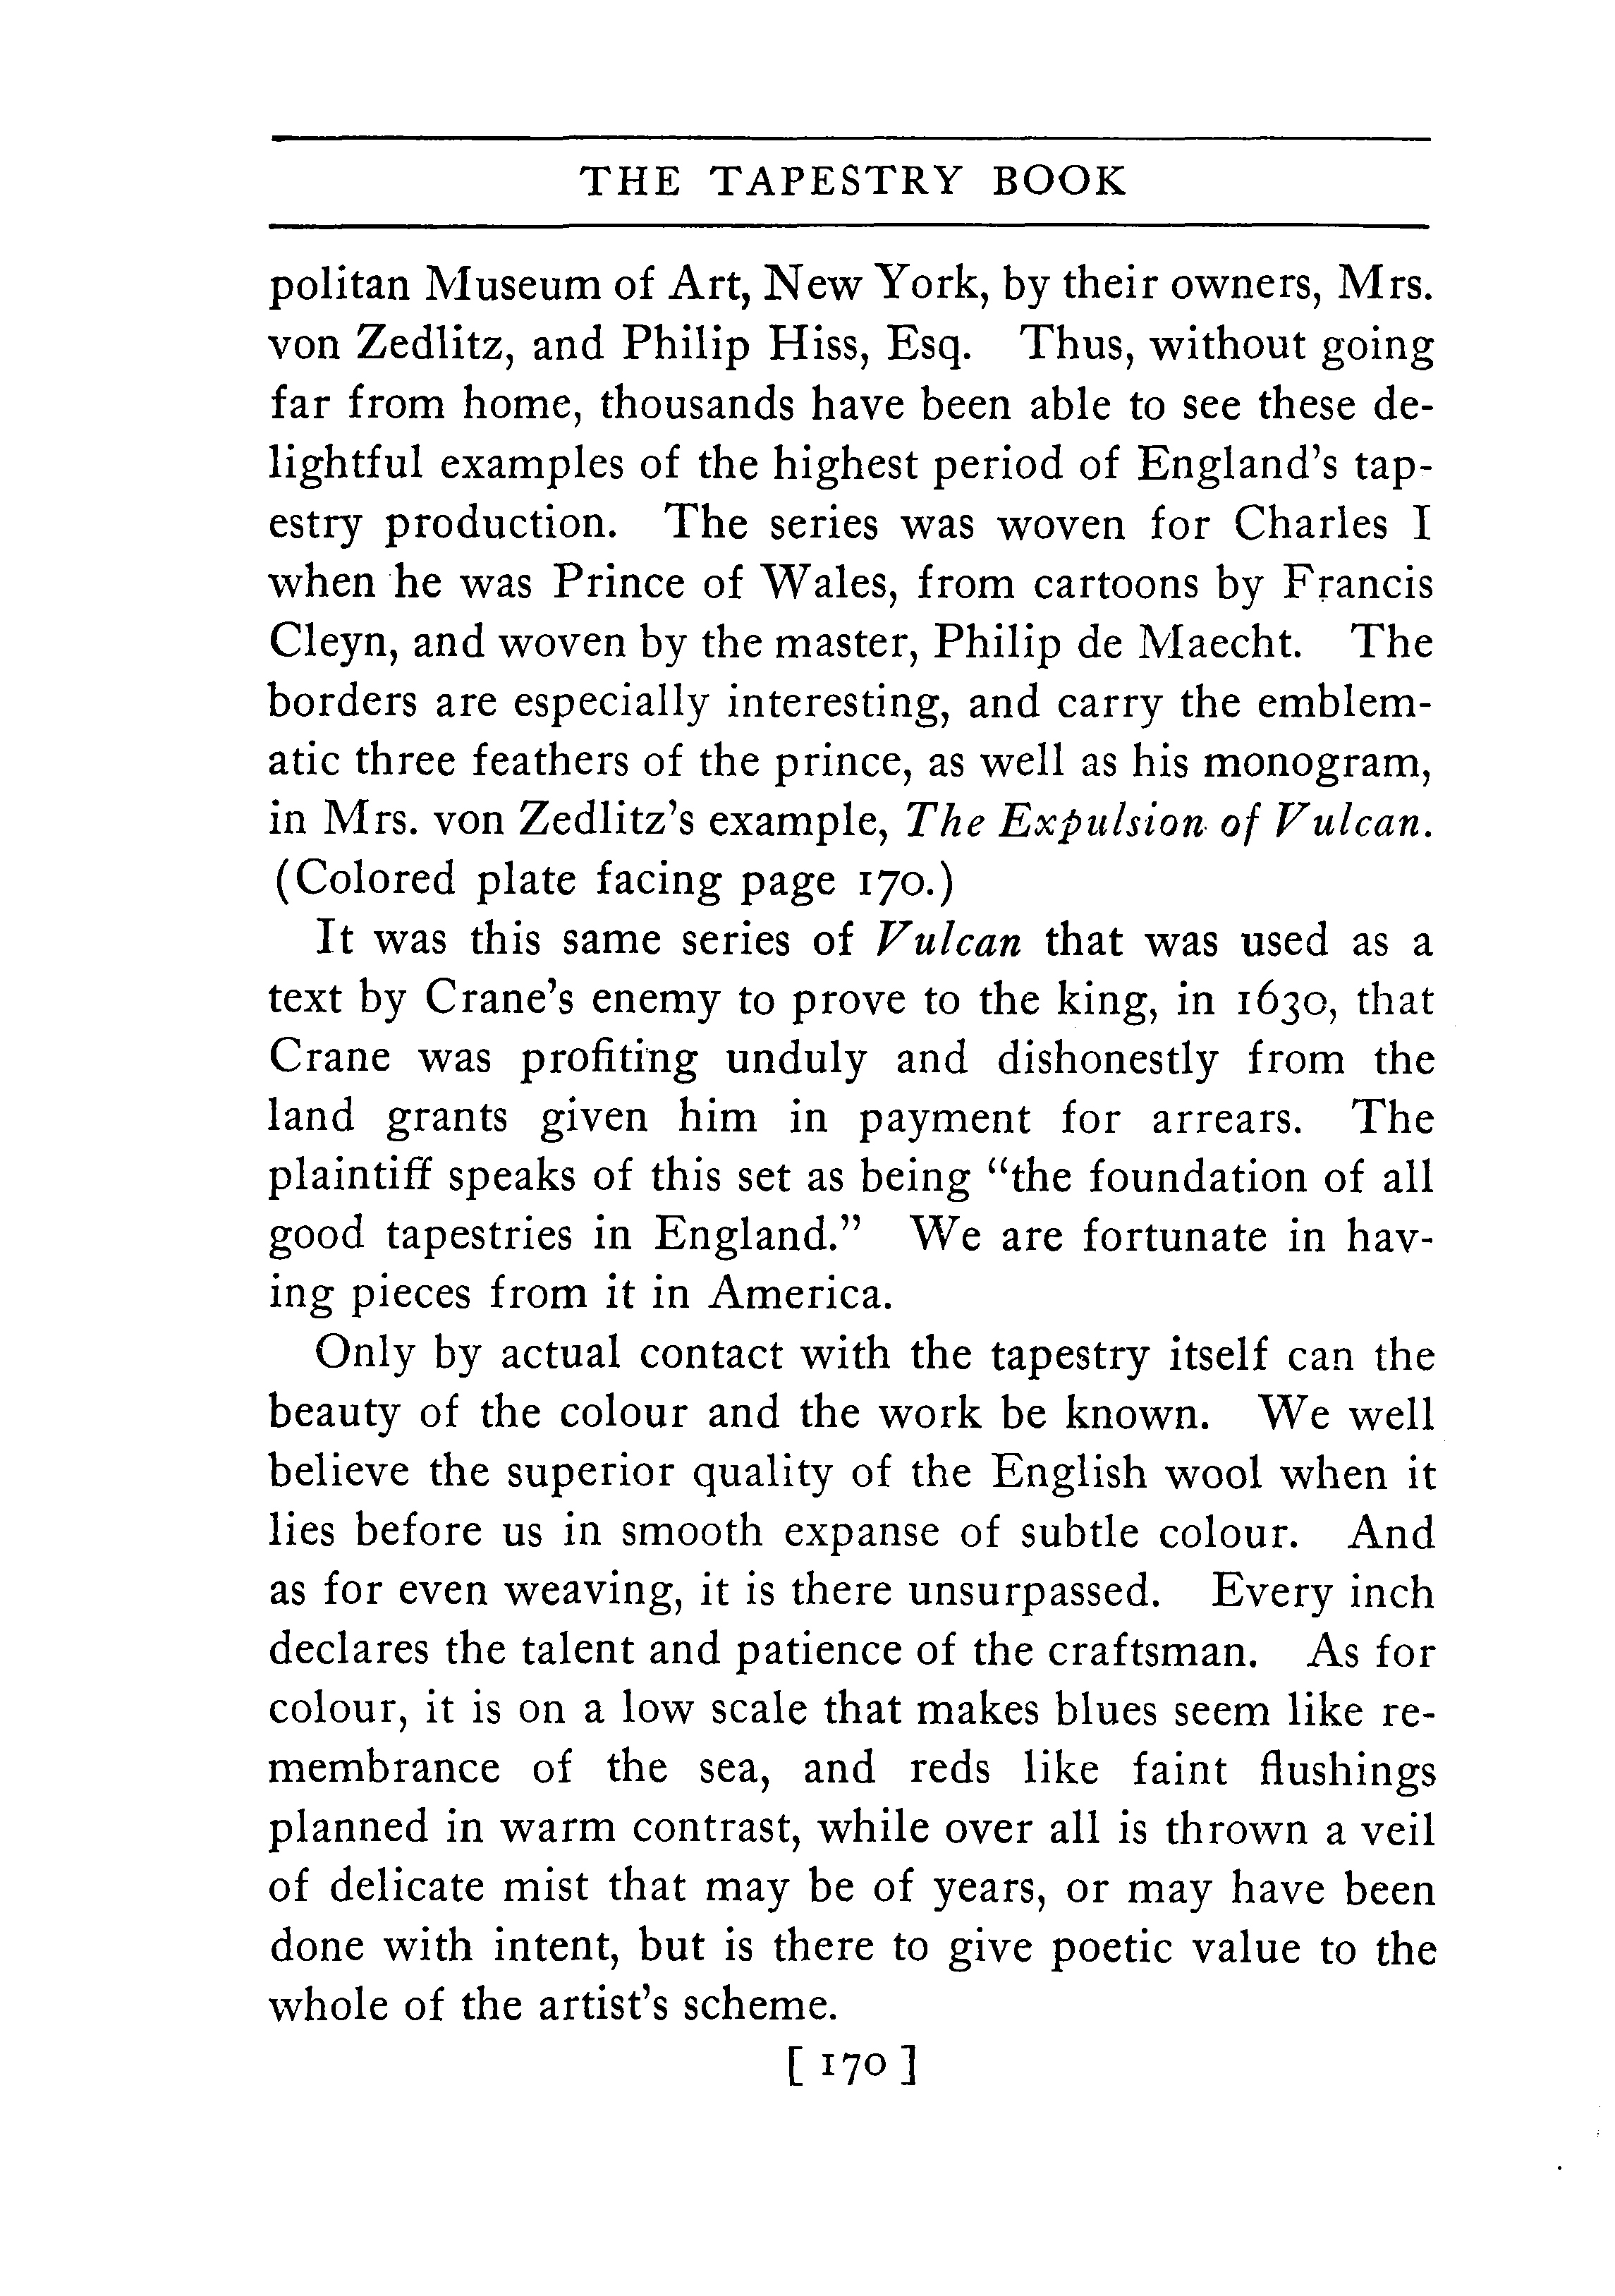 THE TAPESTRY BOOK
politan Museum of Art, New York, by their owners, Mrs.
von Zedlitz, and Philip Hiss, Esq. Thus, without going
far from home, thousands have been able to see these de-
lightful examples of the highest period of England's tap-
estry production. The series was woven for Charles I
when he was Prince of Wales, from cartoons by Francis
Cleyn, and woven by the master, Philip de Maecht. The
borders are especially interesting, and carry the emblem-
atic three feathers of the prince, as well as his monogram,
in Mrs. von Zedlitz's example, The Expulsion of Vulcan.
(Colored plate facing page 170.)
It was this same series of Vulcan that was used as a
text by Crane's enemy to prove to the king, in 1630, that
Crane was profiting unduly and dishonestly from the
land grants given him in payment for arrears. The
plaintiff speaks of this set as being "the foundation of all
good tapestries in England." We are fortunate in hav-
ing pieces from it in America.
Only by actual contact with the tapestry itself can the
beauty of the colour and the work be known. We well
believe the superior quality of the English wool when it
lies before us in smooth expanse of subtle colour. And
as for even weaving, it is there unsurpassed. Every inch
declares the talent and patience of the craftsman. As for
colour, it is on a low scale that makes blues seem like re-
membrance of the sea, and reds like faint flushings
planned in warm contrast, while over all is thrown a veil
of delicate mist that may be of years, or may have been
done with intent, but is there to give poetic value to the
whole of the artist's scheme.
[ 170 ]